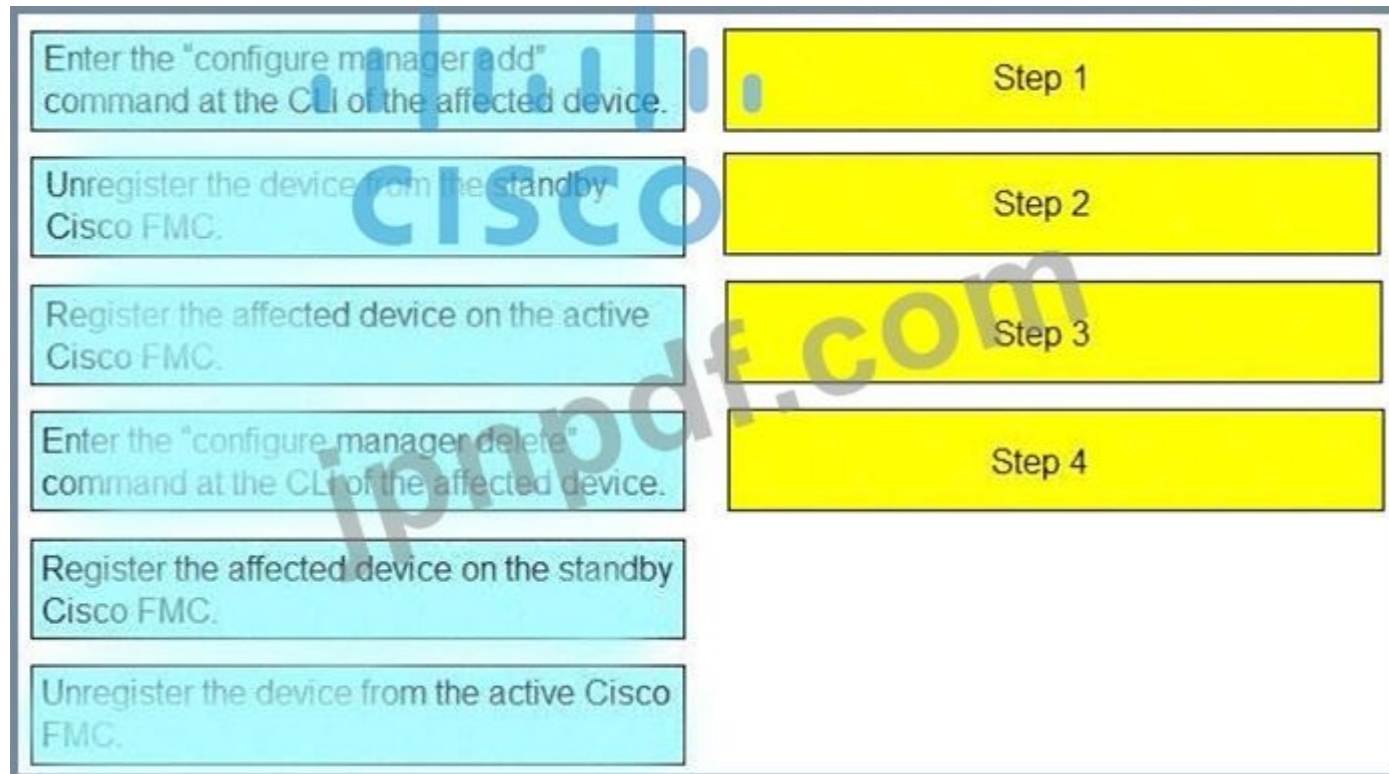 Enter the "configure manager add"
command at the CLI of the affected device.
Step 1
Unregister the device from the standby
Cisco FMC.
Step 2
Register the affected device on the active
Cisco FMC.
Step 3
Enter the "configure manager delete"
command at the CLI of the affected device.
Step 4
Register the affected device on the standby
Cisco FMC.
Unregister the device from the active Cisco
FMC.
CISCO
jpnpdf.com